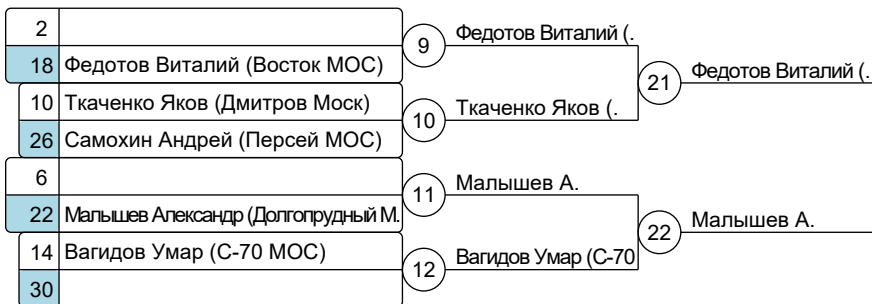 2
18 Федотов Виталий (Восток МОС)
9
Федотов Виталий (.
10 Ткаченко Яков (Дмитров Моск)
26 Самохин Андрей (Персей МОС)
10
Ткаченко Яков (.
21
Федотов Виталий (.
6
22 Малышев Александр (Долгопрудный М.
11
Малышев А.
14 Вагидов Умар (С-70 МОС)
30
12
Вагидов Умар (С-70
22
Малышев А.